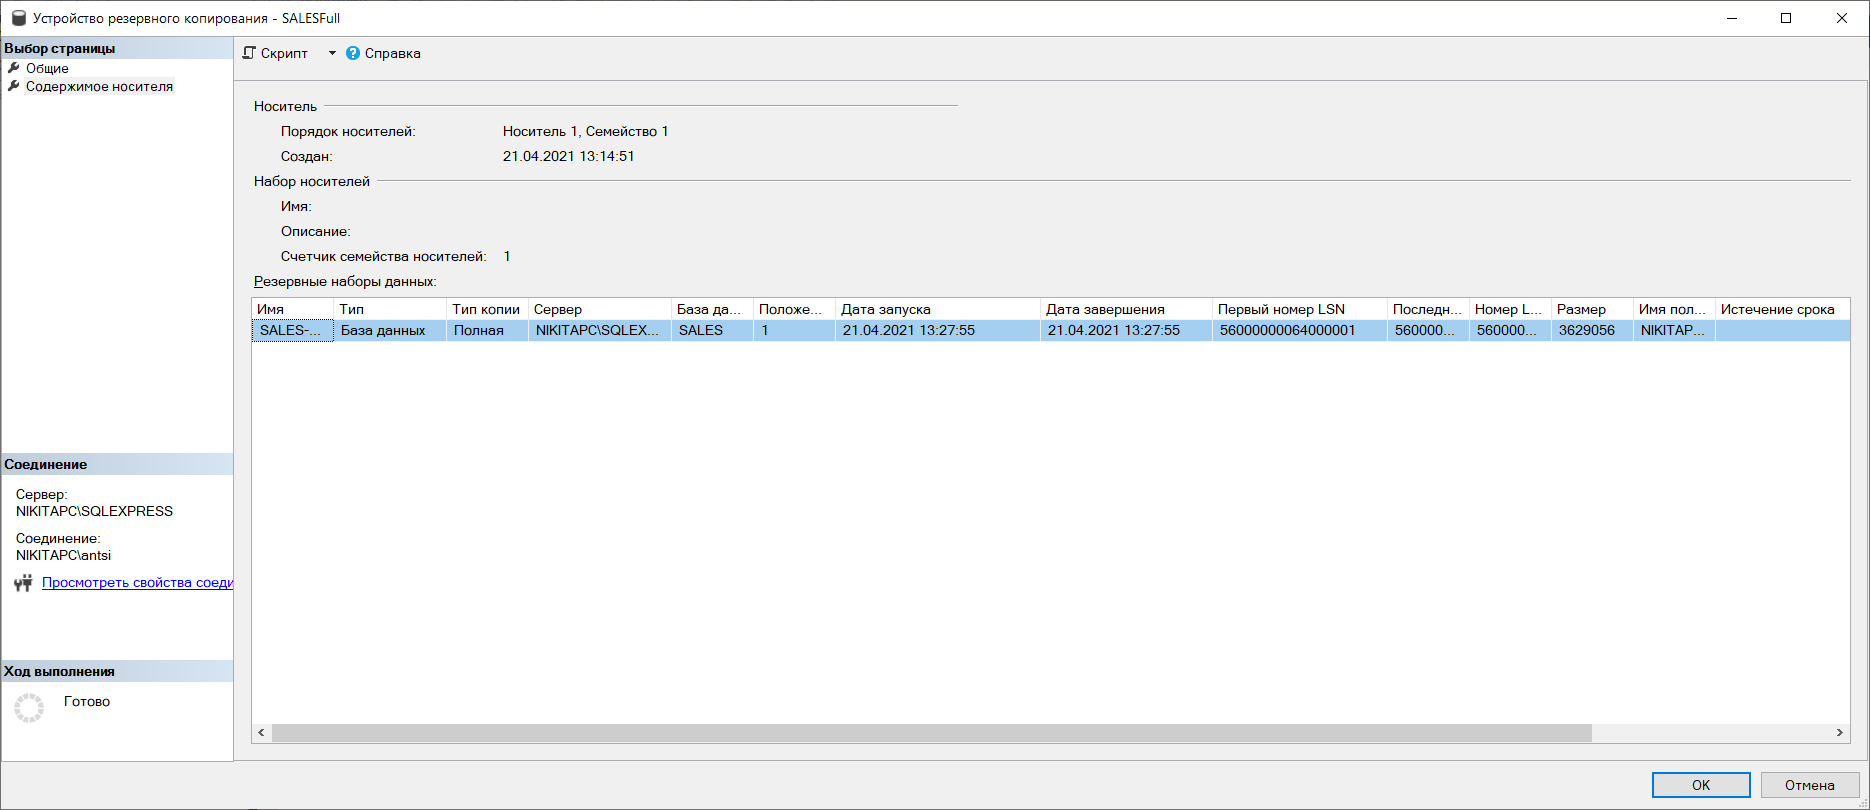 Устройство резервного копирования - SALESFull
Выбор страницы
Общие
Содержимое носителя
Скрипт
Справка
Носитель
Порядок носителей: Носитель 1, Семейство 1
Создан: 21.04.2021 13:14:51
Набор носителей
Имя:
Описание:
Счетчик семейства носителей: 1
Резервные наборы данных:
Имя Тип Тип копии Сервер База да... Положе... Дата запуска Дата завершения Первый номер LSN Последн... Номер L... Размер Имя пол... Истечение срока
SALES-... База данных Полная NIKITAPC\SQLEX... SALES 1 21.04.2021 13:27:55 21.04.2021 13:27:55 56000000064000001 560000... 560000... 3629056 NIKITAP...
Соединение
Сервер:
NIKITAPC\SQLEXPRESS
Соединение:
NIKITAPC\antsi
Просмотреть свойства соеди
Ход выполнения
Готово
OK
Отмена